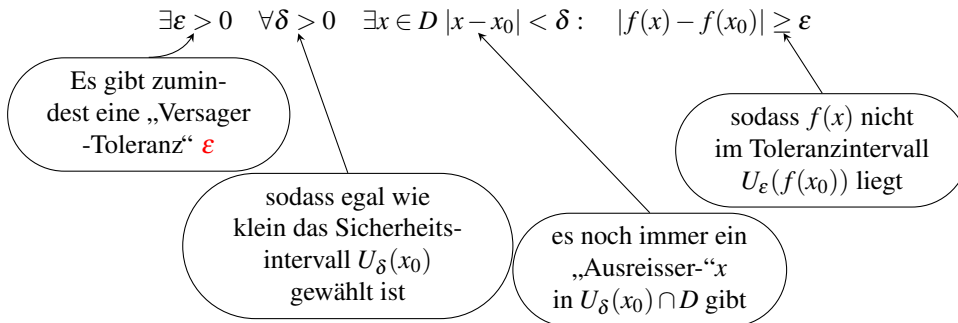 ∃ε > 0 ∀δ > 0 ∃x ∈ D |x − x₀| < δ : |f(x) − f(x₀)| ≥ ε
Es gibt zumin-
dest eine „Versager
-Toleranz“ ε
sodass egal wie
klein das Sicherheits-
intervall U_δ(x₀)
gewählt ist
es noch immer ein
„Ausreisser-“x
in U_δ(x₀) ∩ D gibt
sodass f(x) nicht
im Toleranzintervall
U_ε(f(x₀)) liegt